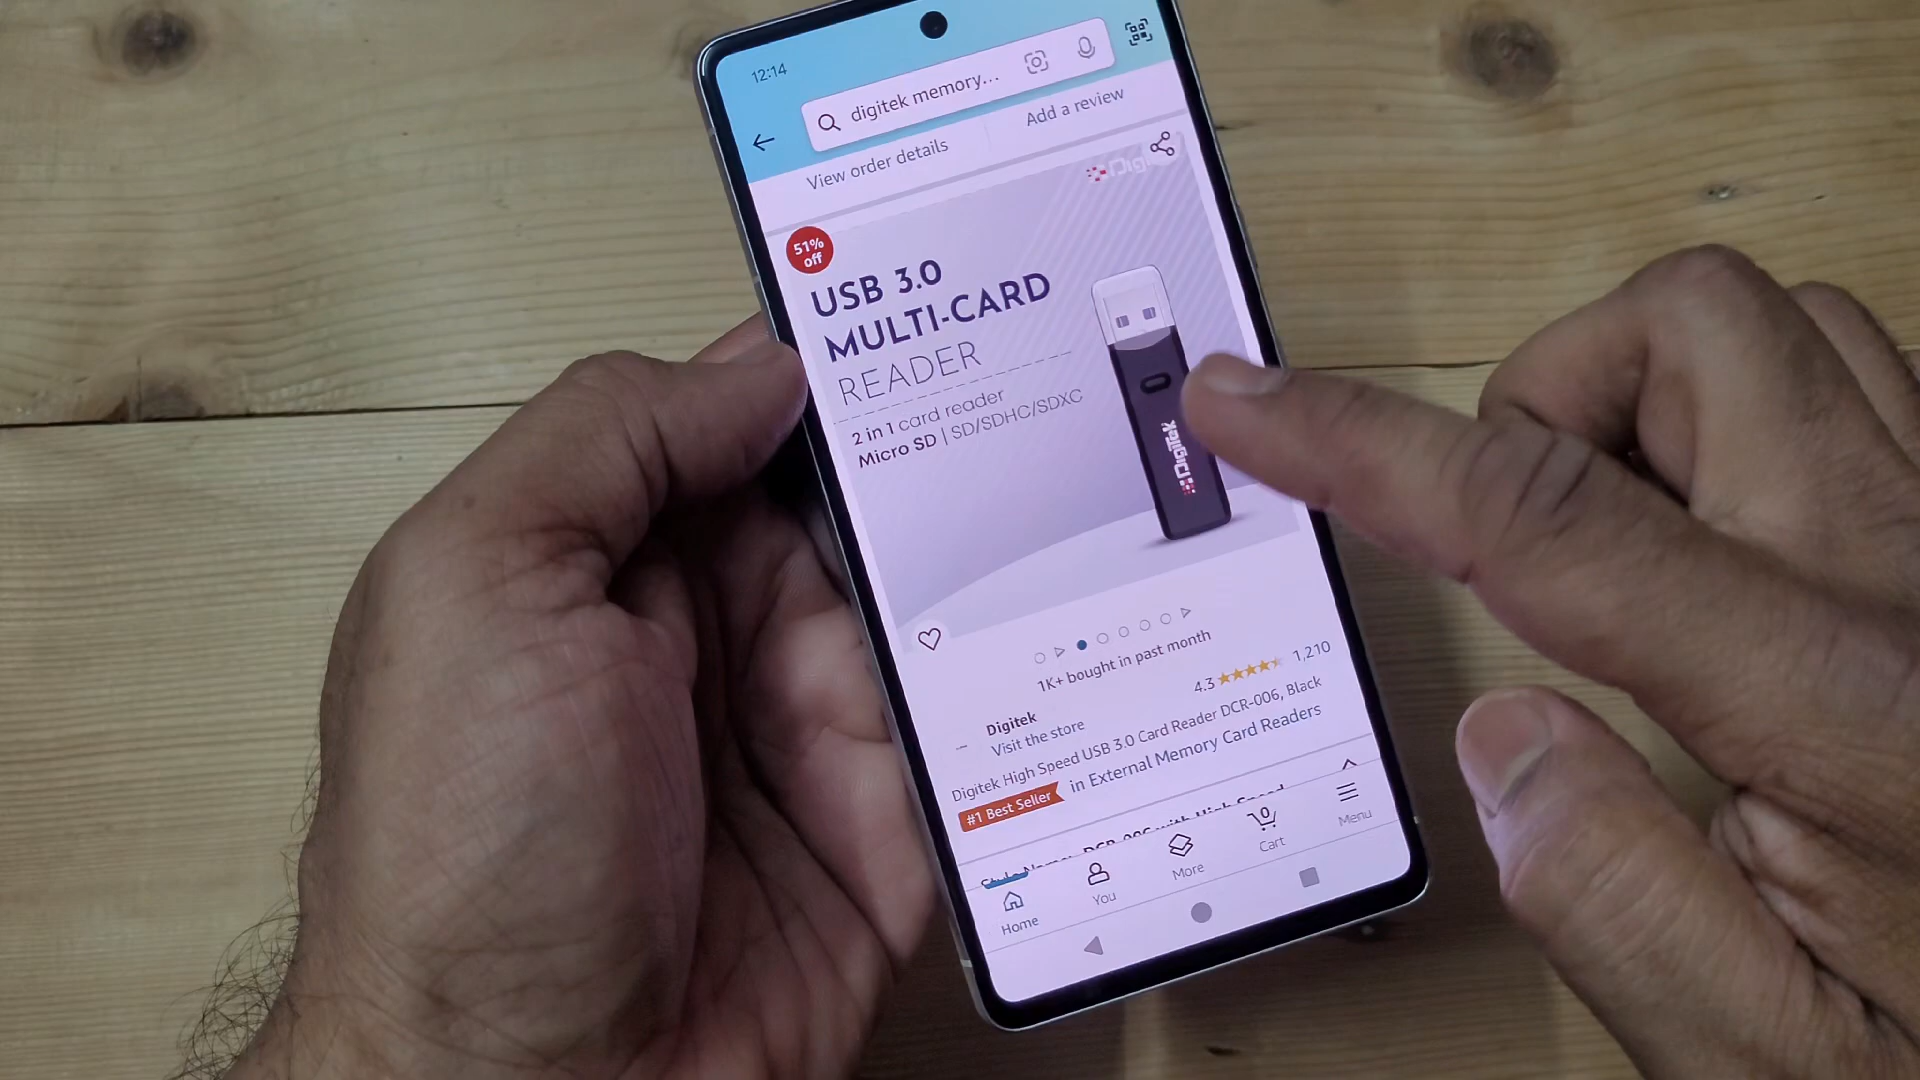 12:14
digitek memory...
View order details
Add a review
Digi
51%
off
USB 3.0
MULTI-CARD
READER
2 in 1 card reader
Micro SD | SD/SDHC/SDXC
DigiTek
1K+ bought in past month
4.3
1,210
Digitek
Visit the store
Digitek High Speed USB 3.0 Card Reader DCR-006, Black
#1 Best Seller in External Memory Card Readers
Home
You
More
0
Cart
Menu